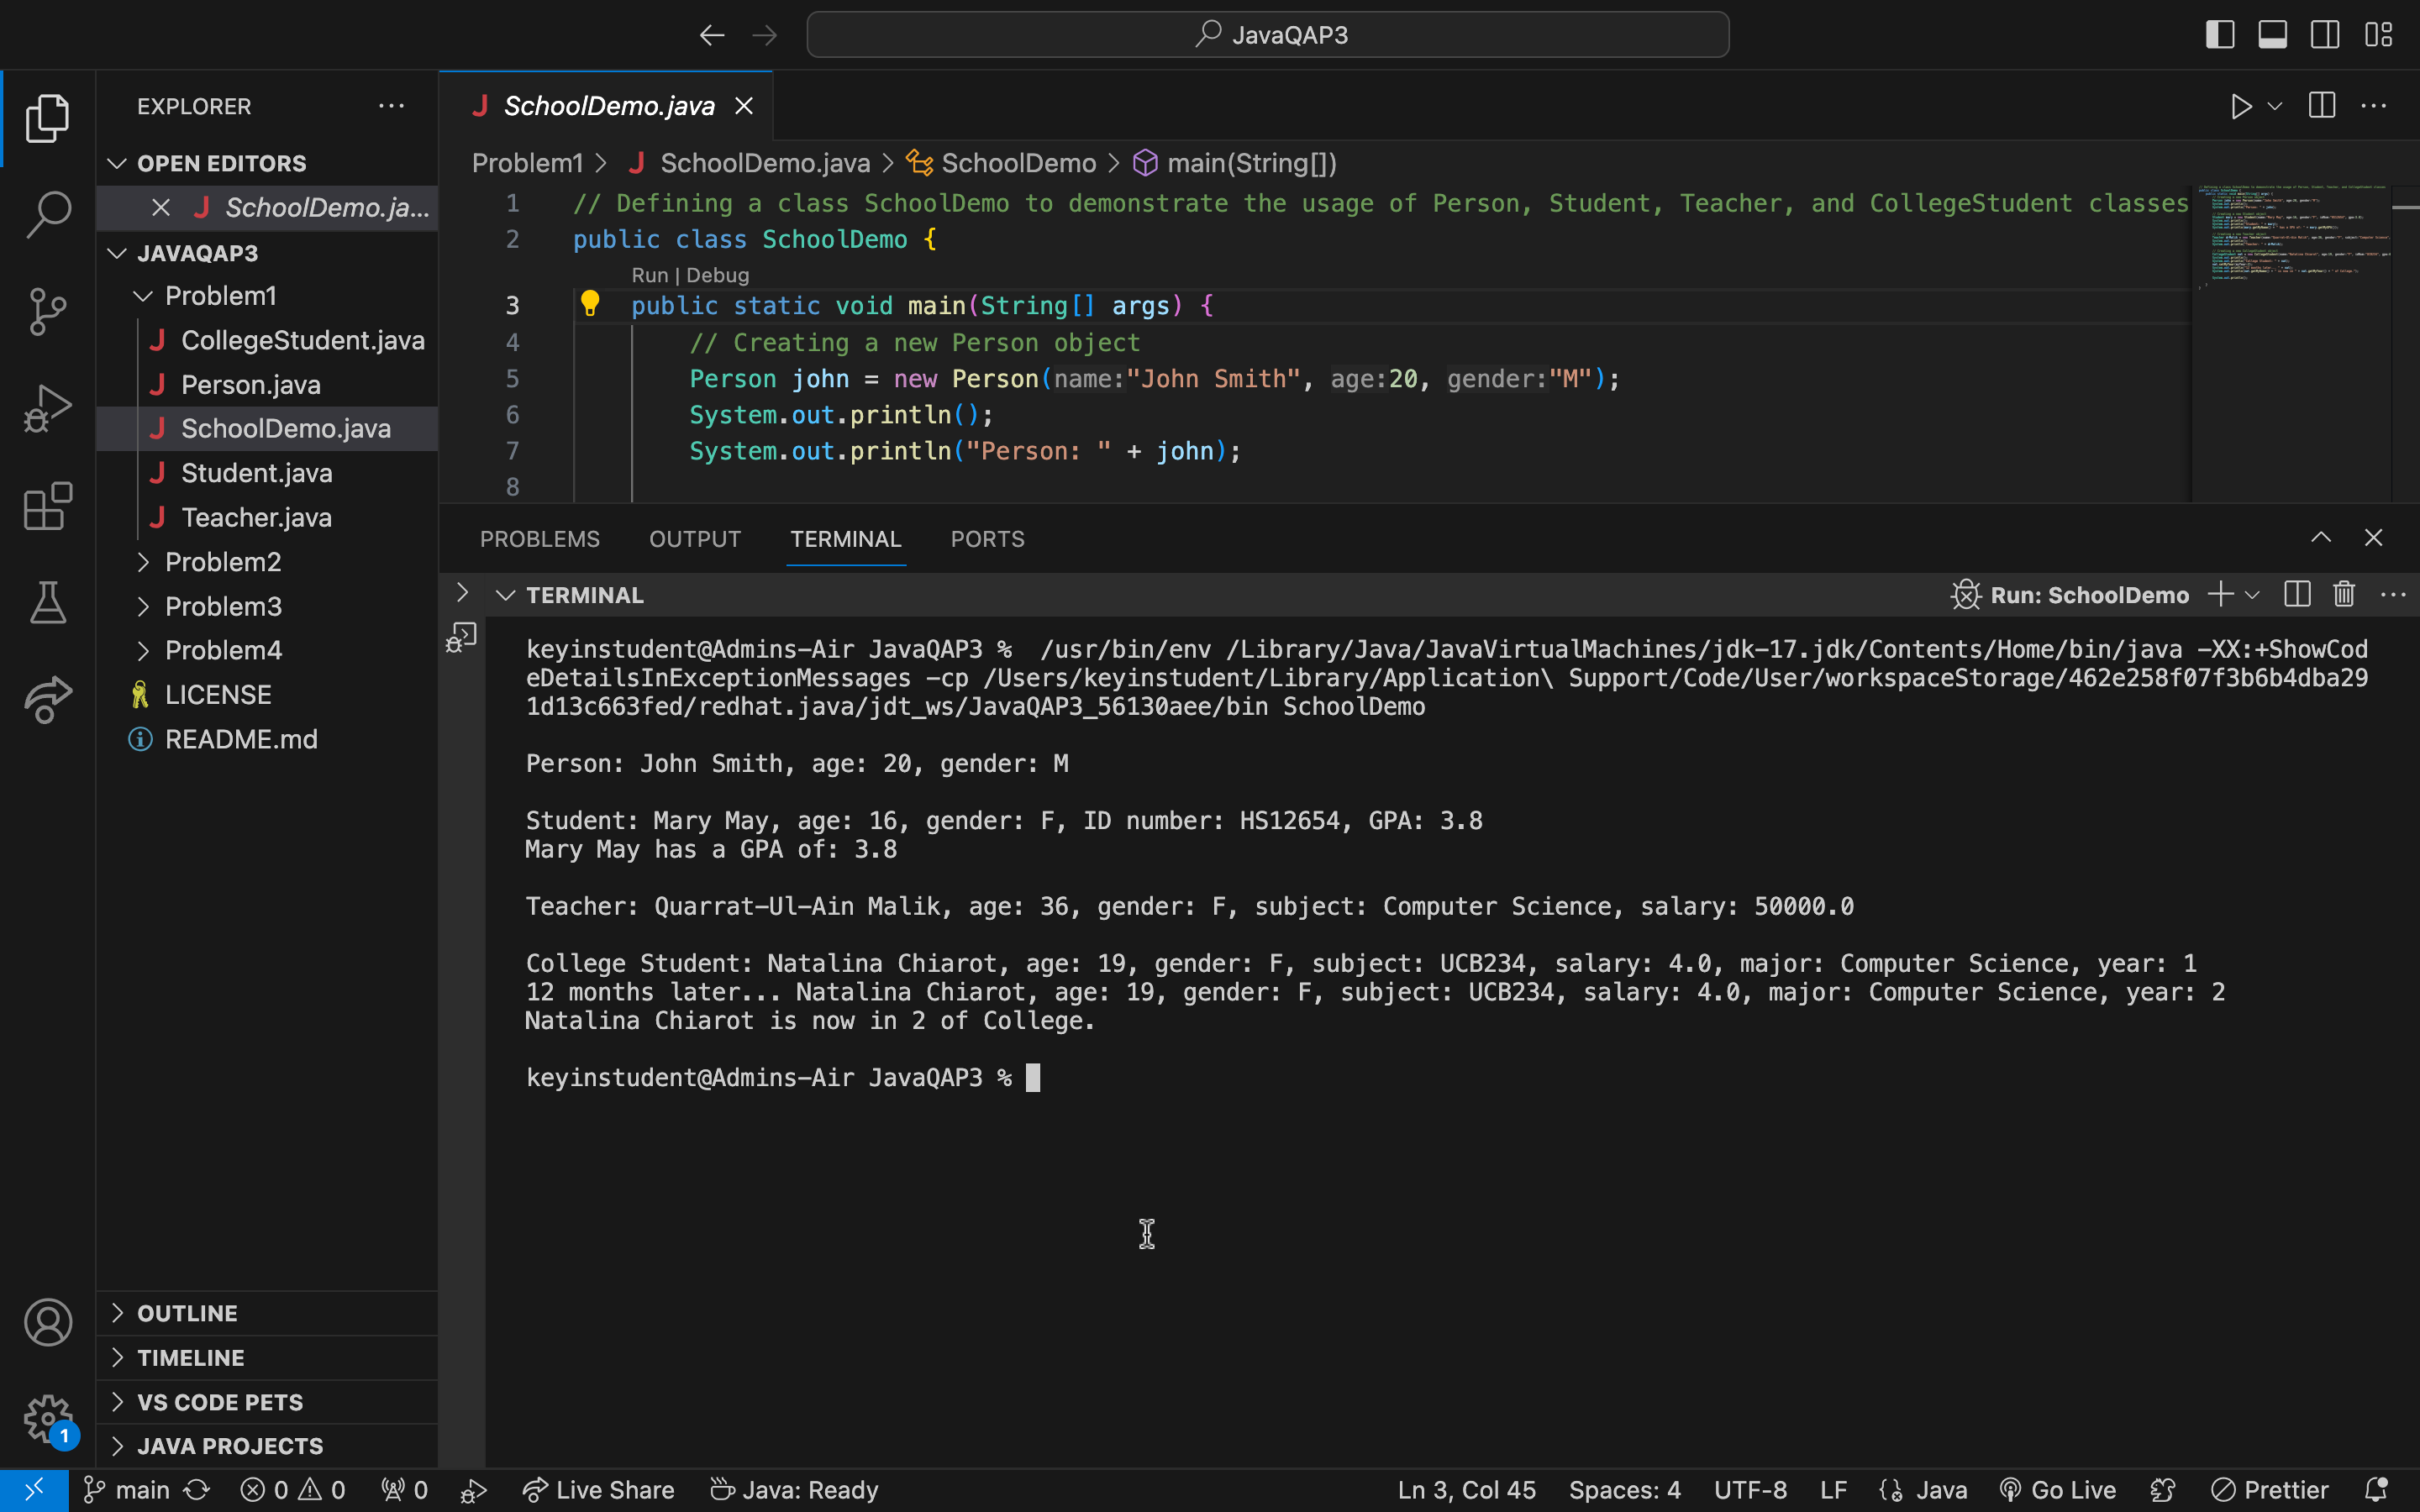 JavaQAP3
EXPLORER
OPEN EDITORS
SchoolDemo.ja...
JAVAQAP3
Problem1
CollegeStudent.java
Person.java
SchoolDemo.java
Student.java
Teacher.java
Problem2
Problem3
Problem4
LICENSE
README.md
OUTLINE
TIMELINE
VS CODE PETS
JAVA PROJECTS
SchoolDemo.java
Problem1 > SchoolDemo.java > SchoolDemo > main(String[])
1 // Defining a class SchoolDemo to demonstrate the usage of Person, Student, Teacher, and CollegeStudent classes
2 public class SchoolDemo {
Run | Debug
3 public static void main(String[] args) {
4 // Creating a new Person object
5 Person john = new Person(name:"John Smith", age:20, gender:"M");
6 System.out.println();
7 System.out.println("Person: " + john);
8
PROBLEMS OUTPUT TERMINAL PORTS
TERMINAL
Run: SchoolDemo
keyinstudent@Admins-Air JavaQAP3 %  /usr/bin/env /Library/Java/JavaVirtualMachines/jdk-17.jdk/Contents/Home/bin/java -XX:+ShowCod
eDetailsInExceptionMessages -cp /Users/keyinstudent/Library/Application\ Support/Code/User/workspaceStorage/462e258f07f3b6b4dba29
1d13c663fed/redhat.java/jdt_ws/JavaQAP3_56130aee/bin SchoolDemo
Person: John Smith, age: 20, gender: M
Student: Mary May, age: 16, gender: F, ID number: HS12654, GPA: 3.8
Mary May has a GPA of: 3.8
Teacher: Quarrat-Ul-Ain Malik, age: 36, gender: F, subject: Computer Science, salary: 50000.0
College Student: Natalina Chiarot, age: 19, gender: F, subject: UCB234, salary: 4.0, major: Computer Science, year: 1
12 months later... Natalina Chiarot, age: 19, gender: F, subject: UCB234, salary: 4.0, major: Computer Science, year: 2
Natalina Chiarot is now in 2 of College.
keyinstudent@Admins-Air JavaQAP3 %
1
main 0 0 0 Live Share Java: Ready Ln 3, Col 45 Spaces: 4 UTF-8 LF Java Go Live Prettier